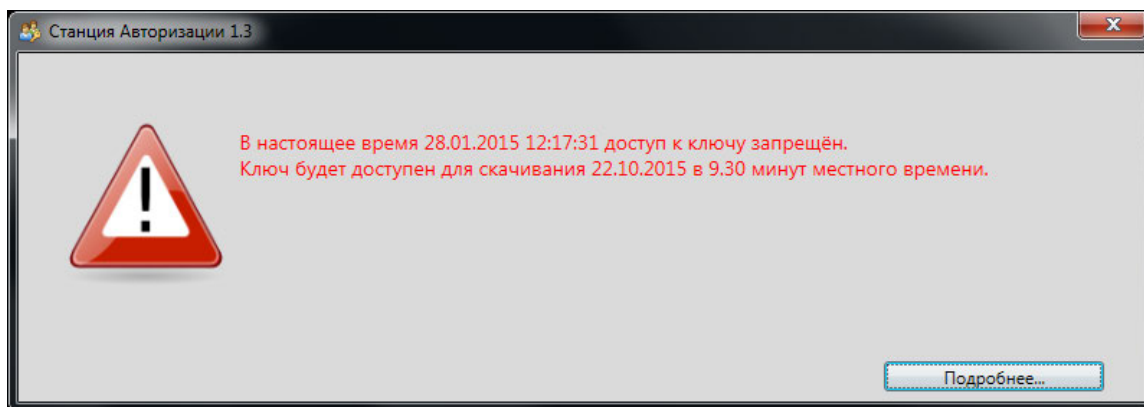 Станция Авторизации 1.3
В настоящее время 28.01.2015 12:17:31 доступ к ключу запрещён.
Ключ будет доступен для скачивания 22.10.2015 в 9.30 минут местного времени.
Подробнее...